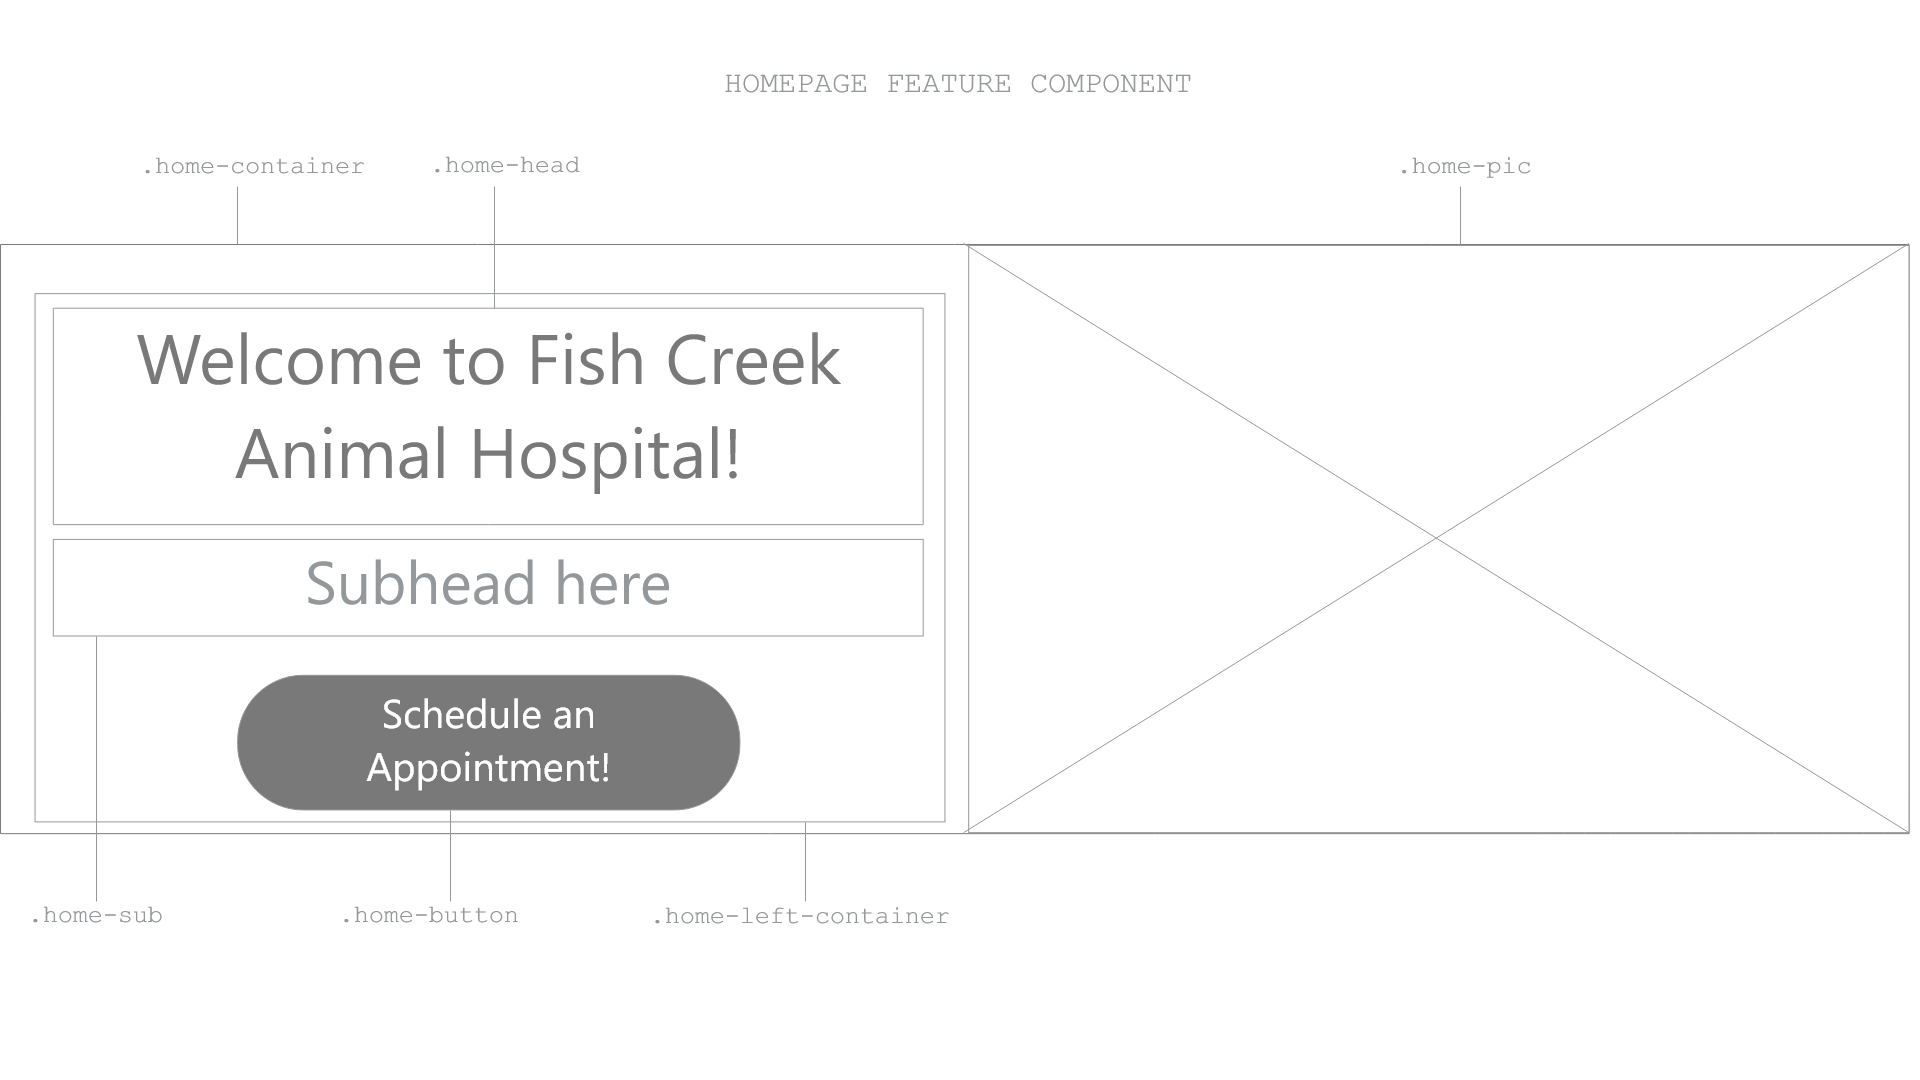 HOMEPAGE FEATURE COMPONENT
.home-container
.home-head
.home-pic
Welcome to Fish Creek
Animal Hospital!
Subhead here
Schedule an
Appointment!
.home-sub
.home-button
.home-left-container